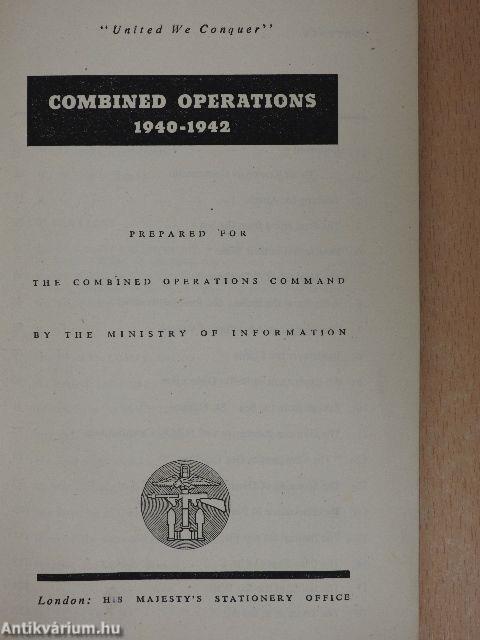 "United We Conquer"
COMBINED OPERATIONS
1940-1942
PREPARED FOR
THE COMBINED OPERATIONS COMMAND
BY THE MINISTRY OF INFORMATION
London: HIS MAJESTY'S STATIONERY OFFICE
Antikvárium.hu